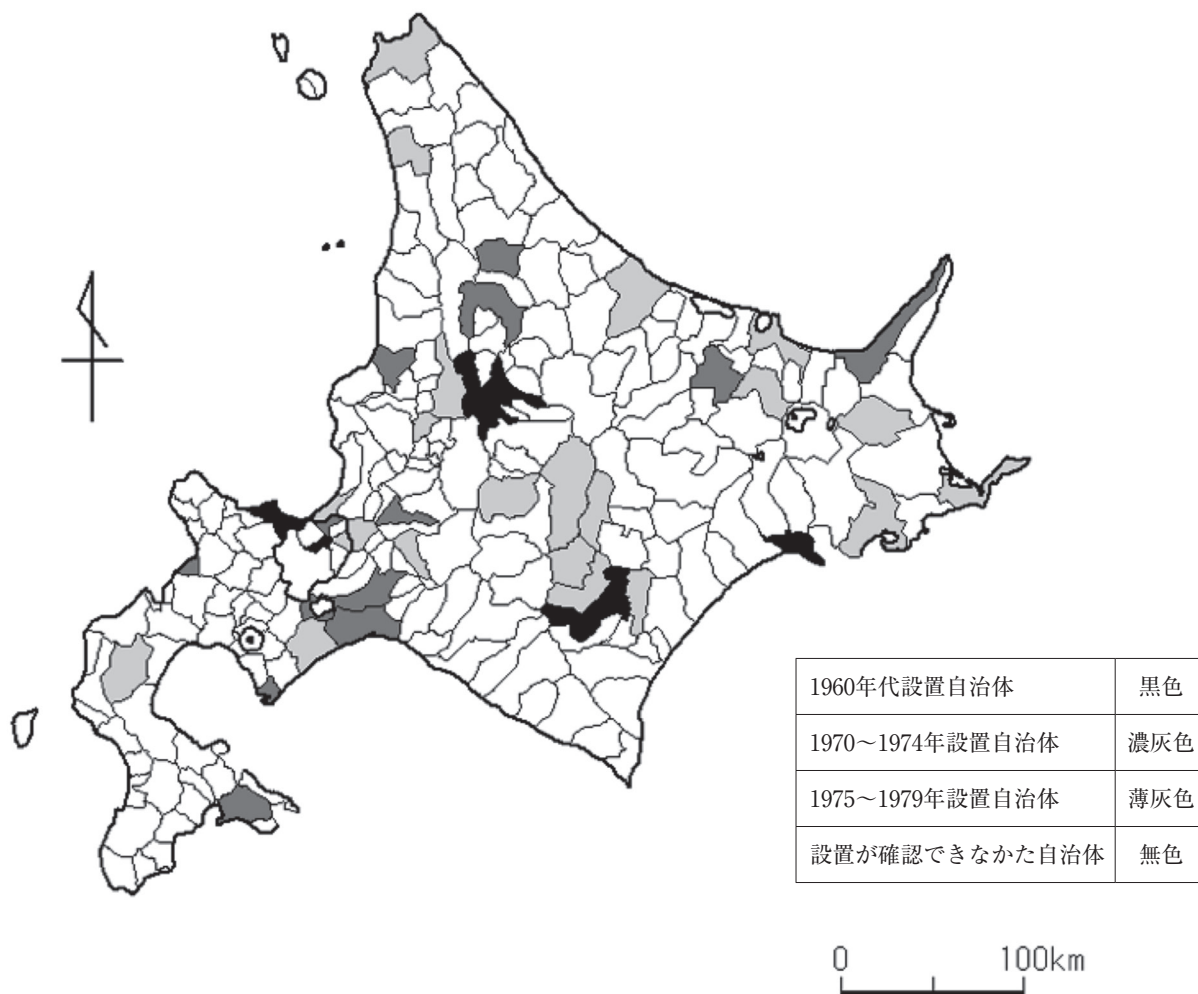 1960年代設置自治体 黒色
1970〜1974年設置自治体 濃灰色
1975〜1979年設置自治体 薄灰色
設置が確認できなかた自治体 無色
0 100km